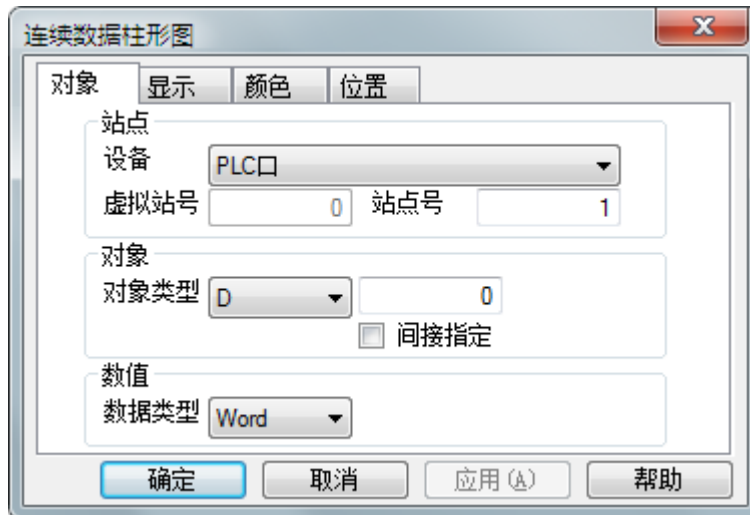 连续数据柱形图
对象 显示 颜色 位置
站点
设备 PLC口
虚拟站号 0 站点号 1
对象
对象类型 D 0
间接指定
数值
数据类型 Word
确定 取消 应用(A) 帮助